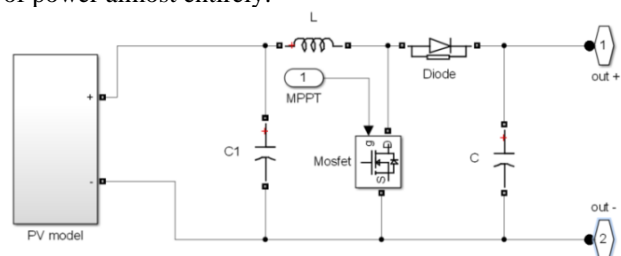 of power almost entirely.
L
1
MPPT
Diode
1
out +
+
C1
Mosfet
g
D
S
C
-
PV model
out -
2